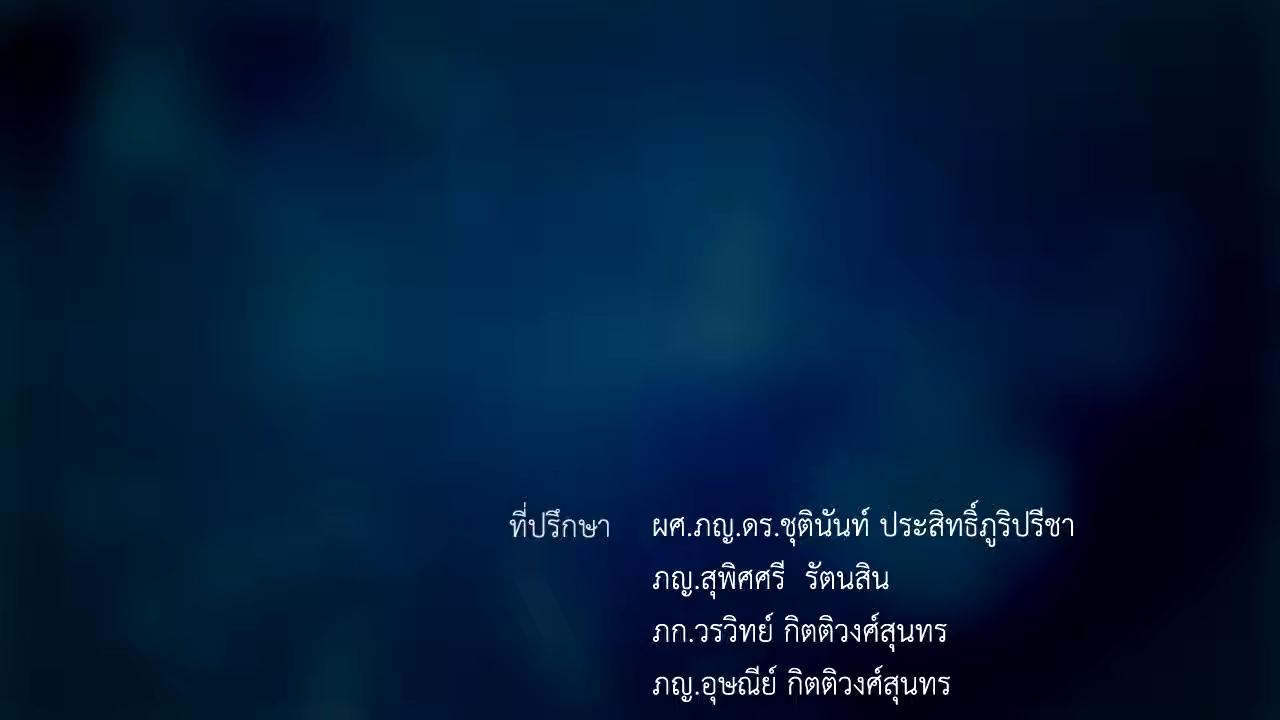 ที่ปรึกษา ผศ.ภญ.ดร.ชุตินันท์ ประสิทธิ์ภูริปรีชา
ภญ.สุพิศศรี รัตนสิน
ภก.วรวิทย์ กิตติวงศ์สุนทร
ภญ.อุษณีย์ กิตติวงศ์สุนทร